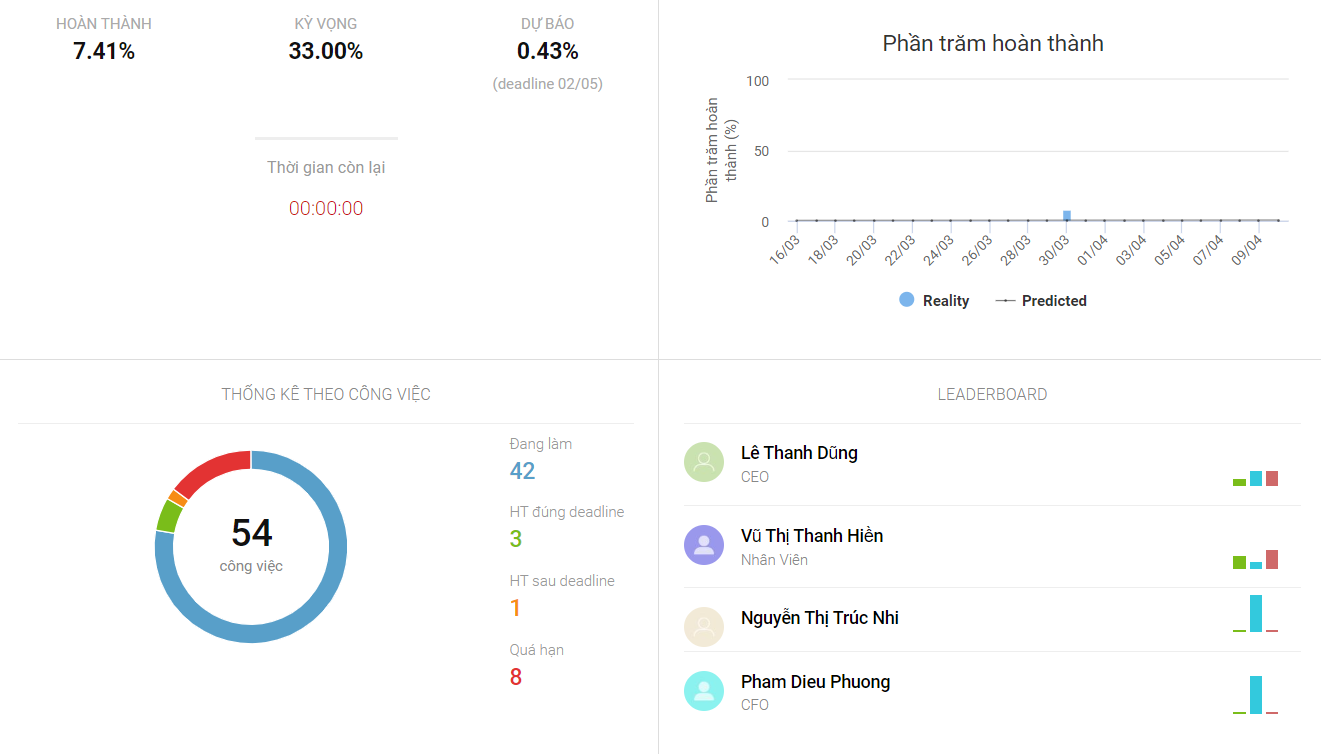 HOÀN THÀNH
7.41%
KỲ VỌNG
33.00%
DỰ BÁO
0.43%
(deadline 02/05)
Thời gian còn lại
00:00:00
Phần trăm hoàn thành
Phần trăm hoàn
thành (%)
100
50
0
16/03
18/03
20/03
22/03
24/03
26/03
28/03
30/03
01/04
03/04
05/04
07/04
09/04
Reality
Predicted
THỐNG KÊ THEO CÔNG VIỆC
54
công việc
Đang làm
42
HT đúng deadline
3
HT sau deadline
1
Quá hạn
8
LEADERBOARD
Lê Thanh Dũng
CEO
Vũ Thị Thanh Hiền
Nhân Viên
Nguyễn Thị Trúc Nhi
Pham Dieu Phuong
CFO